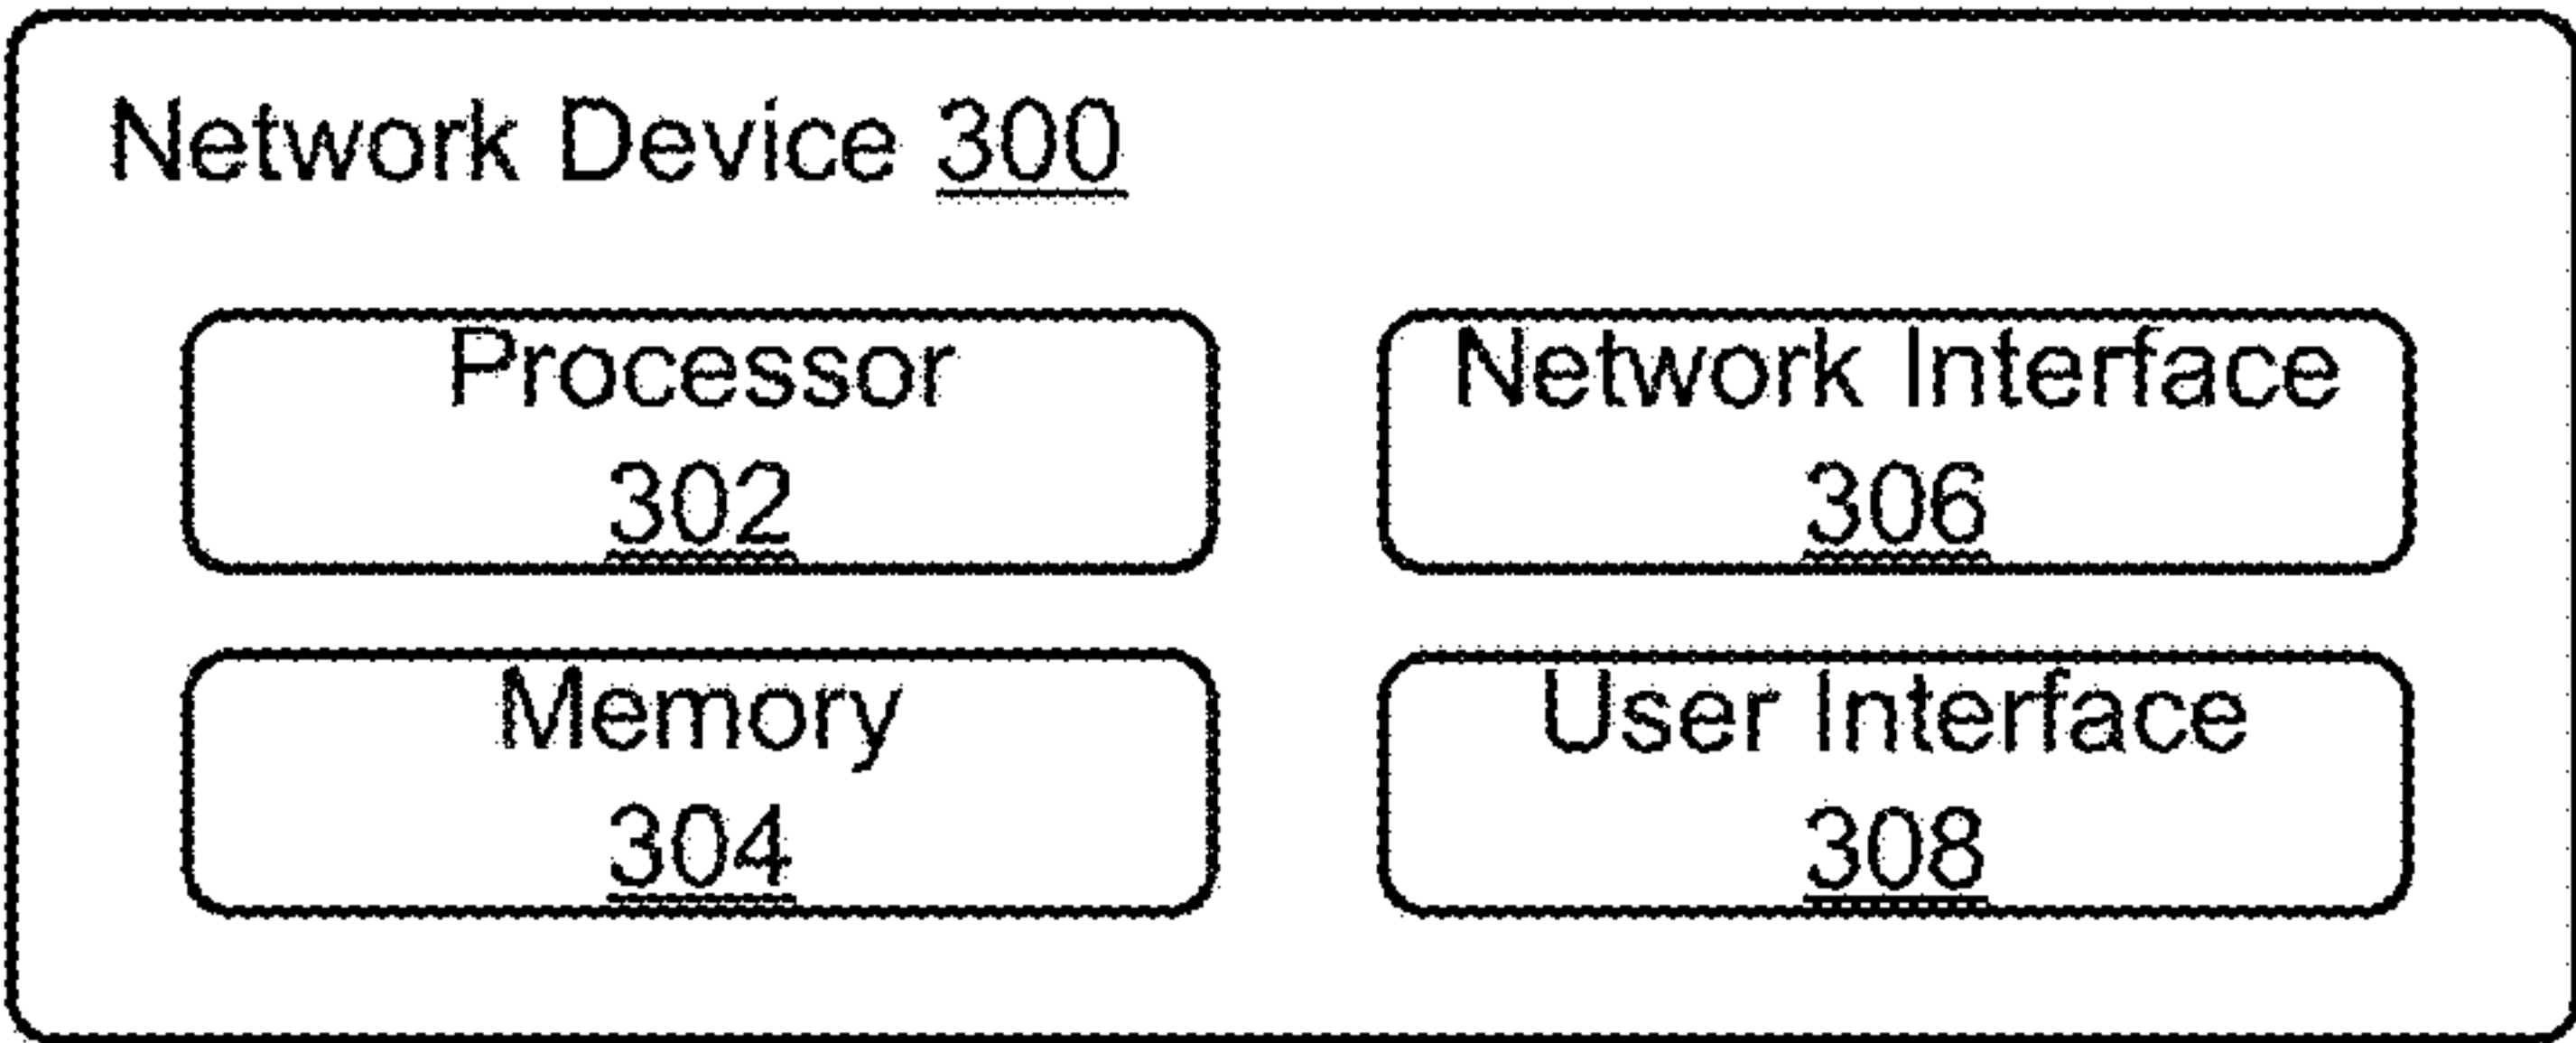 Network Device 300
Processor
302
Network Interface
306
Memory
304
User Interface
308